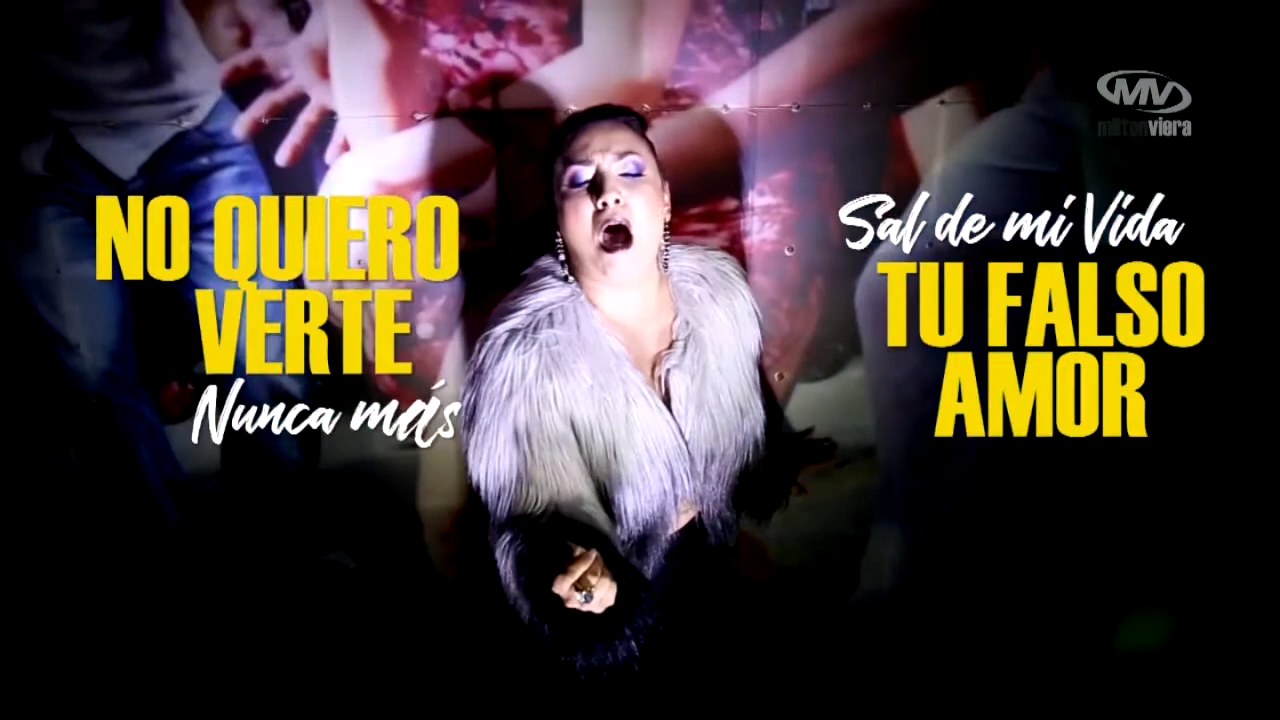 MV
miltonviera
NO QUIERO
VERTE
Nunca más
Sal de mi Vida
TU FALSO
AMOR